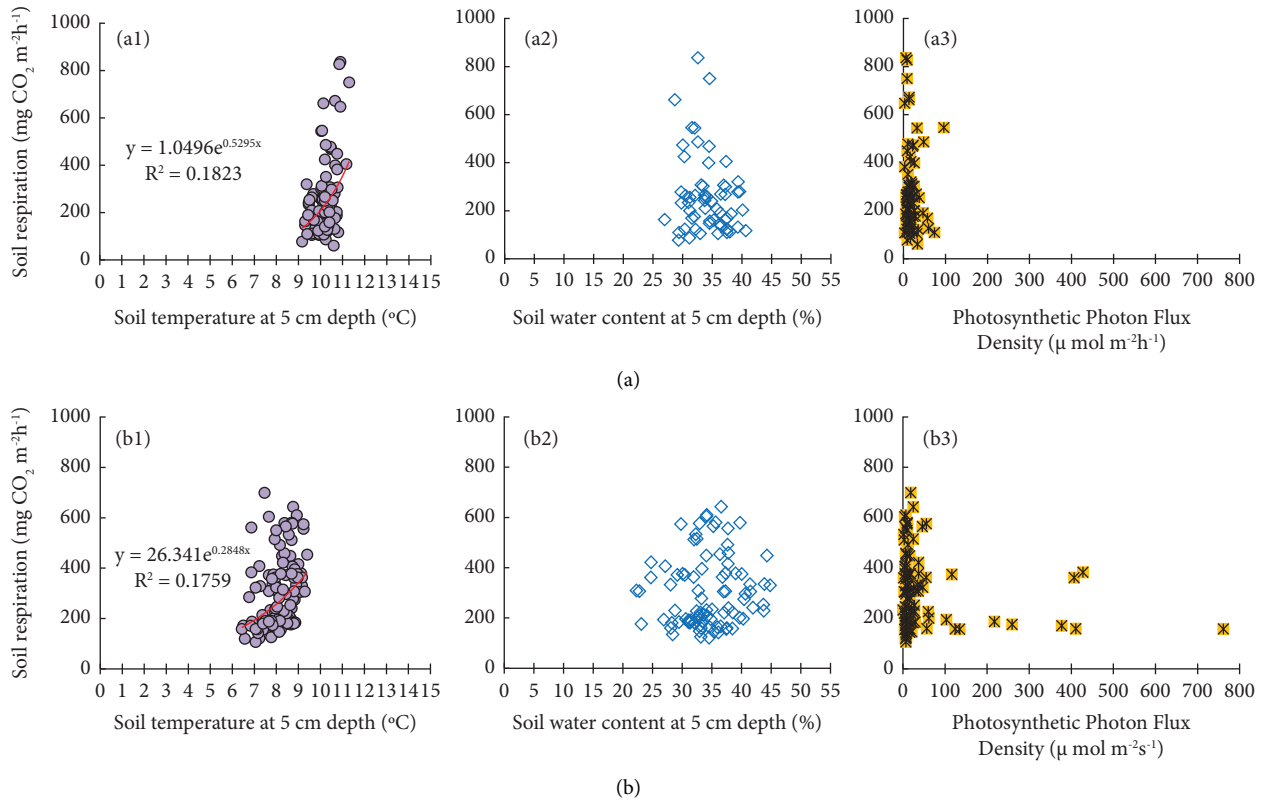 Soil respiration (mg CO₂ m⁻²h⁻¹)
1000
800
600
400
200
0
(a1)
y = 1.0496e^0.5295x
R² = 0.1823
0 1 2 3 4 5 6 7 8 9 10 11 12 13 14 15
Soil temperature at 5 cm depth (ºC)
1000
800
600
400
200
0
(a2)
0 5 10 15 20 25 30 35 40 45 50 55
Soil water content at 5 cm depth (%)
1000
800
600
400
200
0
(a3)
0 100 200 300 400 500 600 700 800
Photosynthetic Photon Flux
Density (μ mol m⁻²h⁻¹)
(a)
Soil respiration (mg CO₂ m⁻²h⁻¹)
1000
800
600
400
200
0
(b1)
y = 26.341e^0.2848x
R² = 0.1759
0 1 2 3 4 5 6 7 8 9 10 11 12 13 14 15
Soil temperature at 5 cm depth (ºC)
1000
800
600
400
200
0
(b2)
0 5 10 15 20 25 30 35 40 45 50 55
Soil water content at 5 cm depth (%)
1000
800
600
400
200
0
(b3)
0 100 200 300 400 500 600 700 800
Photosynthetic Photon Flux
Density (μ mol m⁻²s⁻¹)
(b)